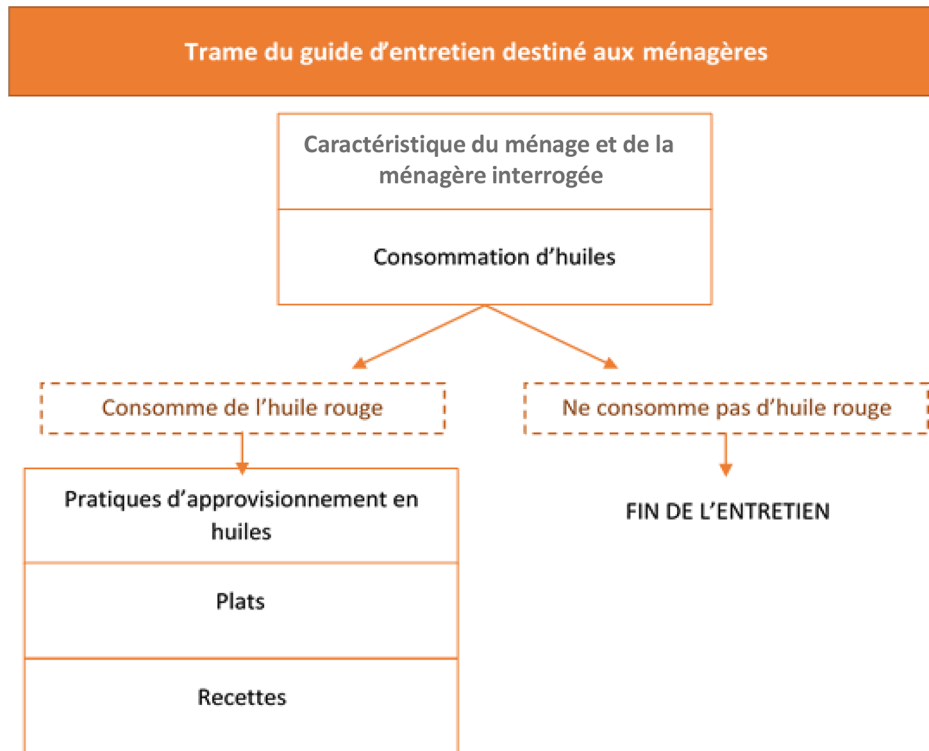 Trame du guide d'entretien destiné aux ménagères
Caractéristique du ménage et de la
ménagère interrogée
Consommation d'huiles
Consomme de l'huile rouge
Ne consomme pas d'huile rouge
Pratiques d'approvisionnement en
huiles
FIN DE L'ENTRETIEN
Plats
Recettes